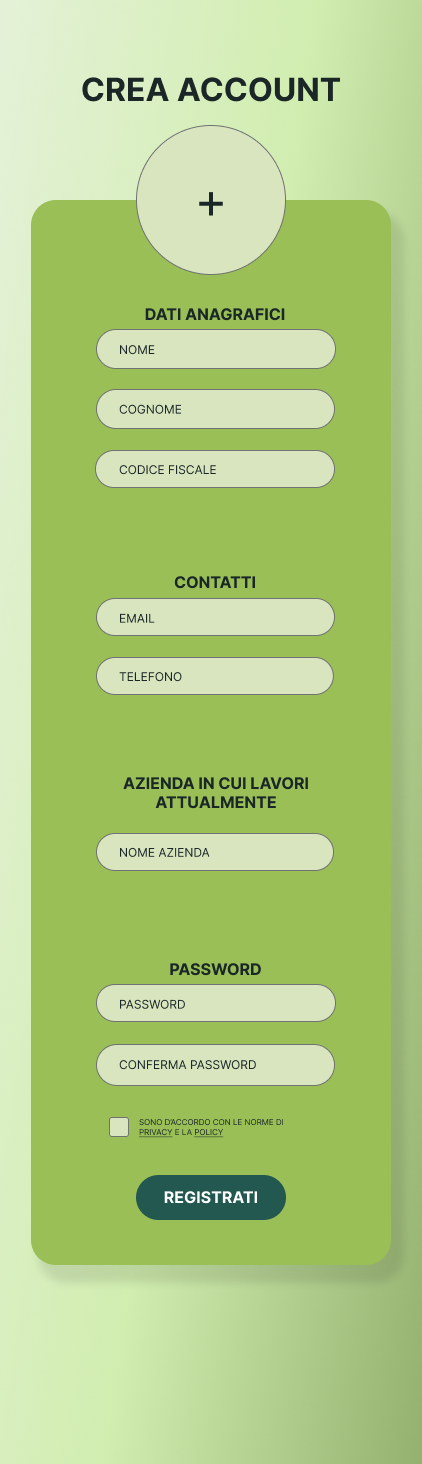 CREA ACCOUNT
+
DATI ANAGRAFICI
NOME
COGNOME
CODICE FISCALE
CONTATTI
EMAIL
TELEFONO
AZIENDA IN CUI LAVORI
ATTUALMENTE
NOME AZIENDA
PASSWORD
PASSWORD
CONFERMA PASSWORD
SONO D'ACCORDO CON LE NORME DI
PRIVACY E LA POLICY
REGISTRATI